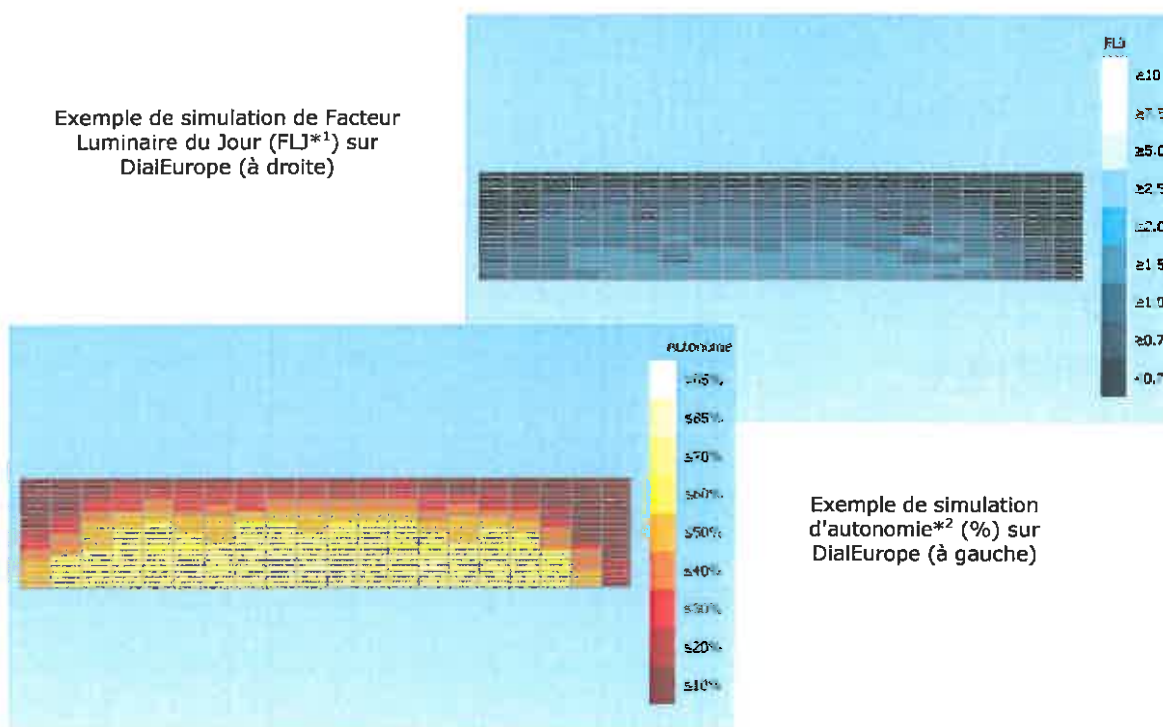 Exemple de simulation de Facteur
Luminaire du Jour (FLJ*¹) sur
DialEurope (à droite)
FLJ
≥10
≥7.5
≥5.0
≥2.5
≥2.0
≥1.5
≥1.0
≥0.7
<0.7
Autonomie
≤85%
≤70%
≤60%
≤50%
≤40%
≤30%
≤20%
≤10%
Exemple de simulation
d'autonomie*² (%) sur
DialEurope (à gauche)